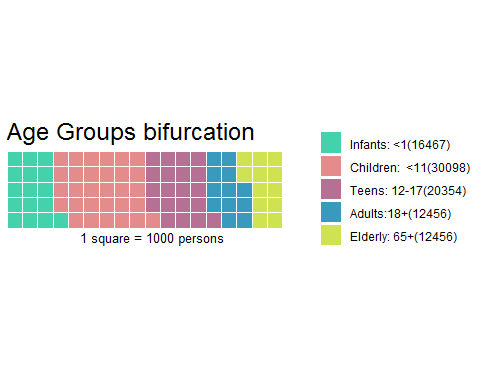 Age Groups bifurcation
1 square = 1000 persons
Infants: <1(16467)
Children:  <11(30098)
Teens: 12-17(20354)
Adults:18+(12456)
Elderly: 65+(12456)